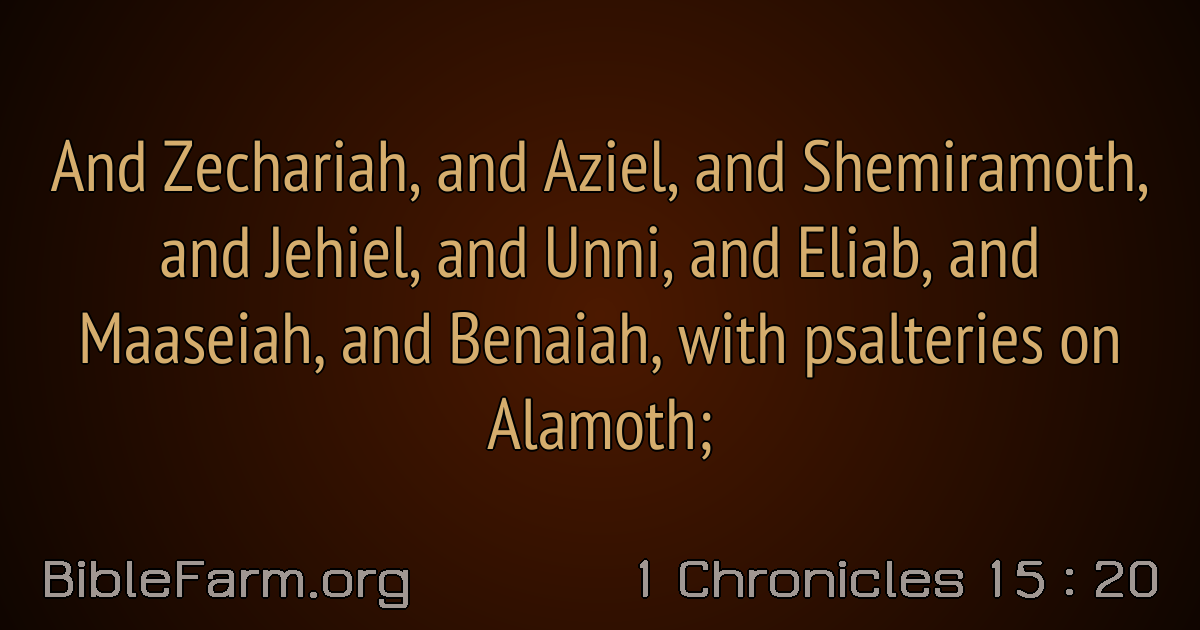 And Zechariah, and Aziel, and Shemiramoth,
and Jehiel, and Unni, and Eliab, and
Maaseiah, and Benaiah, with psalteries on
Alamoth;
BibleFarm.org
1 Chronicles 15 : 20